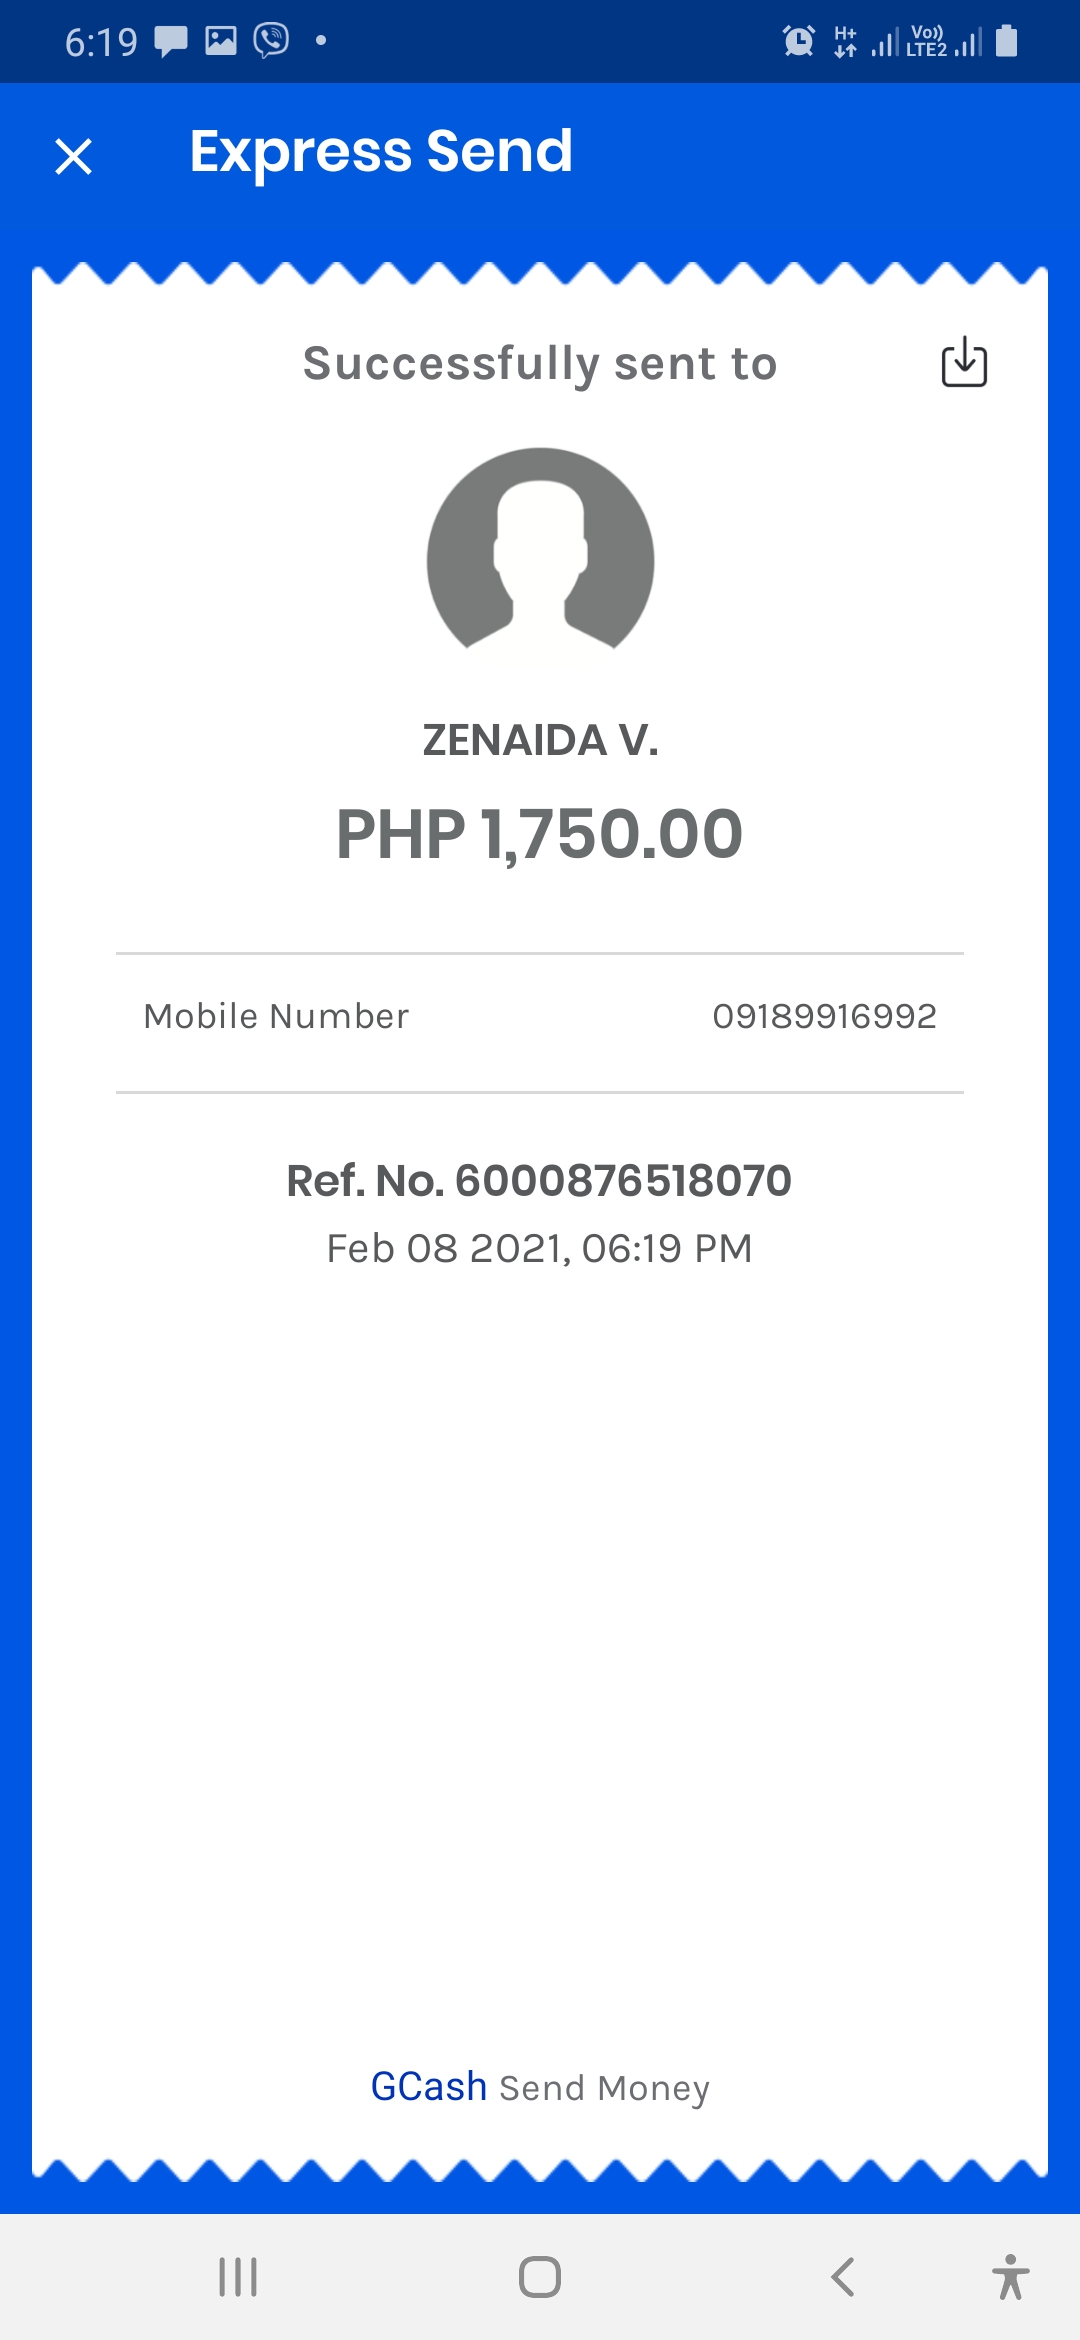 6:19
H+ Vo)) LTE2
Express Send
Successfully sent to
ZENAIDA V.
PHP 1,750.00
Mobile Number 09189916992
Ref. No. 6000876518070
Feb 08 2021, 06:19 PM
GCash Send Money